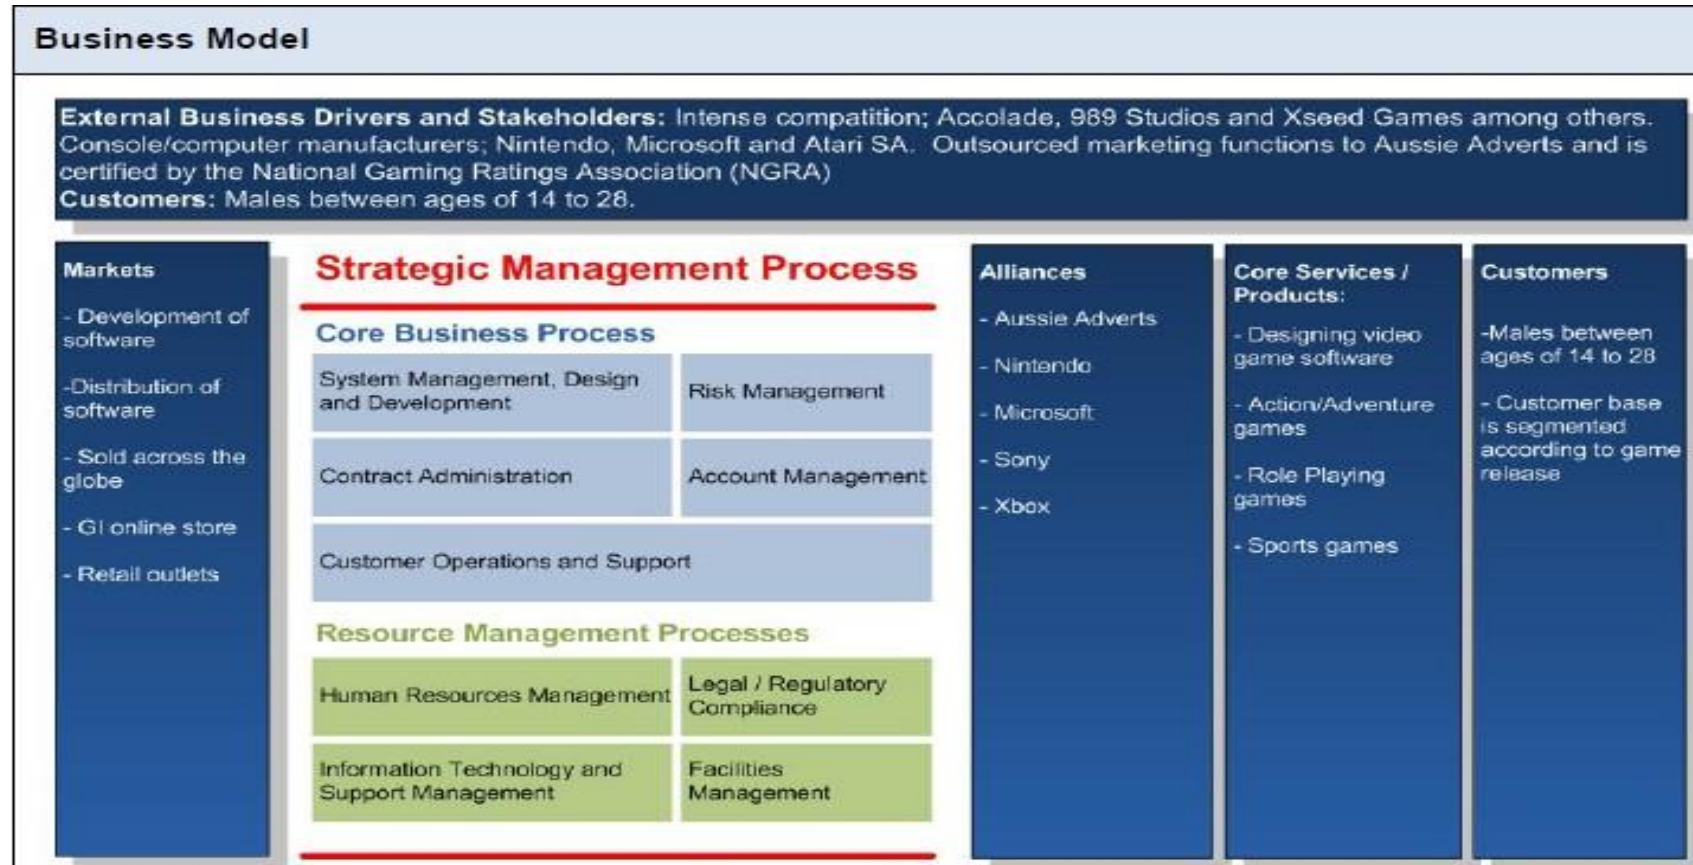 Business Model
External Business Drivers and Stakeholders: Intense compatition; Accolade, 989 Studios and Xseed Games among others.
Console/computer manufacturers; Nintendo, Microsoft and Atari SA. Outsourced marketing functions to Aussie Adverts and is
certified by the National Gaming Ratings Association (NGRA)
Customers: Males between ages of 14 to 28.
Markets
- Development of
software
-Distribution of
software
- Sold across the
globe
- GI online store
- Retail outlets
Strategic Management Process
Core Business Process
System Management, Design
and Development
Risk Management
Contract Administration
Account Management
Customer Operations and Support
Resource Management Processes
Human Resources Management
Legal / Regulatory
Compliance
Information Technology and
Support Management
Facilities
Management
Alliances
- Aussie Adverts
- Nintendo
- Microsoft
- Sony
- Xbox
Core Services /
Products:
- Designing video
game software
- Action/Adventure
games
- Role Playing
games
- Sports games
Customers
-Males between
ages of 14 to 28
- Customer base
is segmented
according to game
release